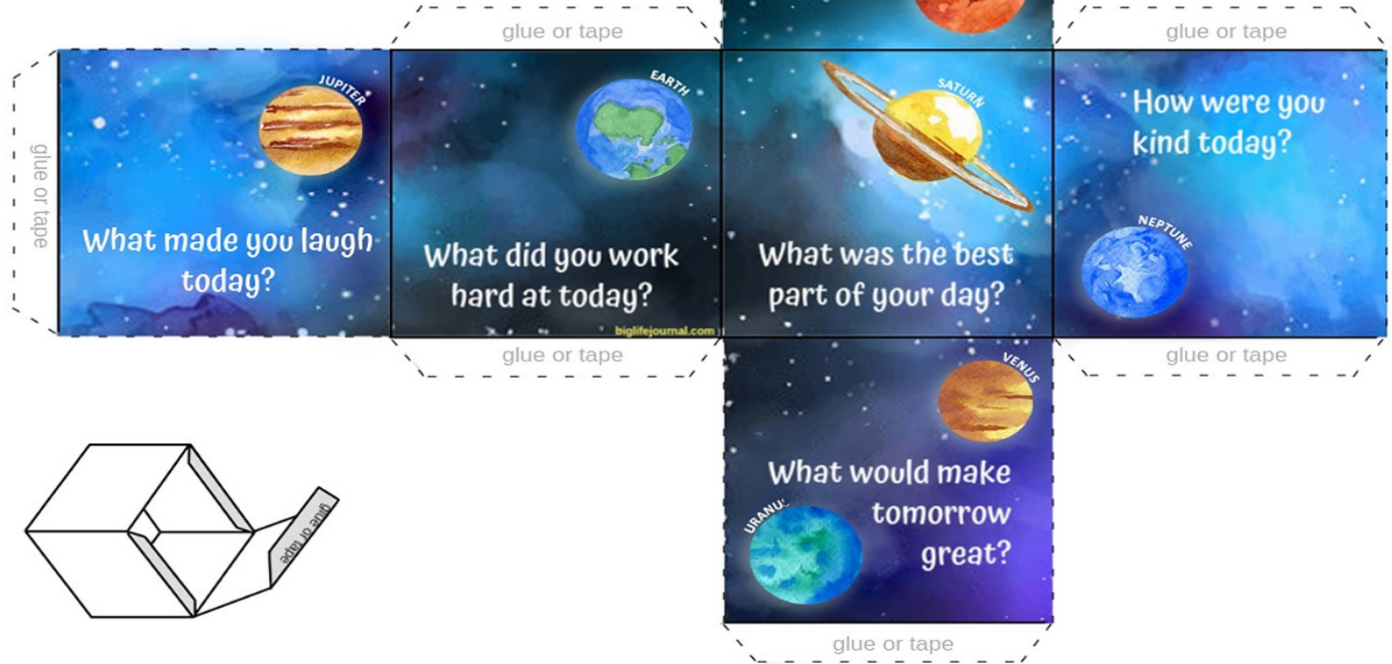 glue or tape
glue or tape
glue or tape
JUPITER
What made you laugh
today?
EARTH
What did you work
hard at today?
biglifejournal.com
SATURN
What was the best
part of your day?
How were you
kind today?
NEPTUNE
glue or tape
glue or tape
VENUS
What would make
tomorrow
great?
URANUS
glue or tape
glue or tape